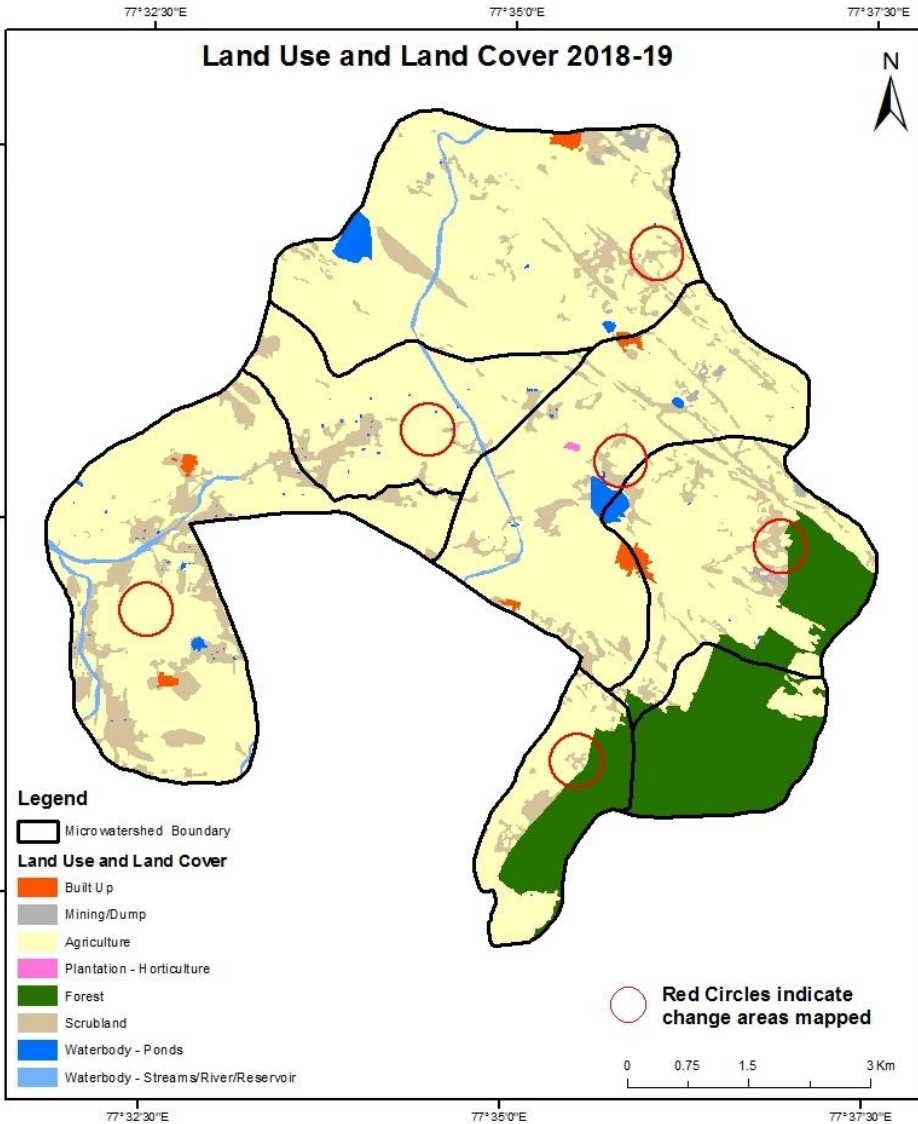 77°32'30"E 77°35'0"E 77°37'30"E
Land Use and Land Cover 2018-19
N
Legend
Microwatershed Boundary
Land Use and Land Cover
Built Up
Mining/Dump
Agriculture
Plantation - Horticulture
Forest
Scrubland
Waterbody - Ponds
Waterbody - Streams/River/Reservoir
Red Circles indicate
change areas mapped
0 0.75 1.5 3 Km
77°32'30"E 77°35'0"E 77°37'30"E